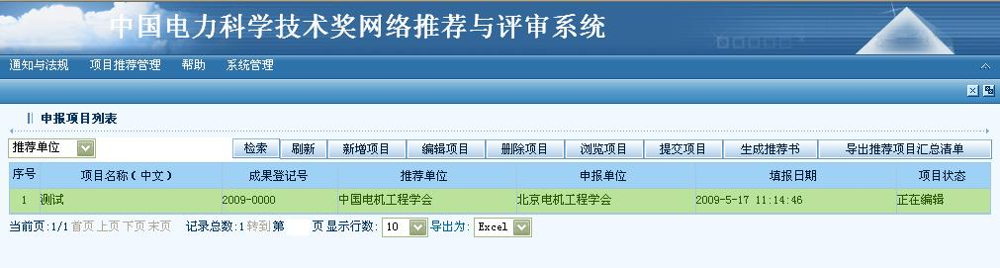 中国电力科学技术奖网络推荐与评审系统
通知与法规 项目推荐管理 帮助 系统管理
申报项目列表
推荐单位 检索 刷新 新增项目 编辑项目 删除项目 浏览项目 提交项目 生成推荐书 导出推荐项目汇总清单
序号 项目名称(中文) 成果登记号 推荐单位 申报单位 填报日期 项目状态
1 测试 2009-0000 中国电机工程学会 北京电机工程学会 2009-5-17 11:14:46 正在编辑
当前页:1/1 首页 上页 下页 末页 记录总数:1 转到 第 页 显示行数: 10 导出为: Excel